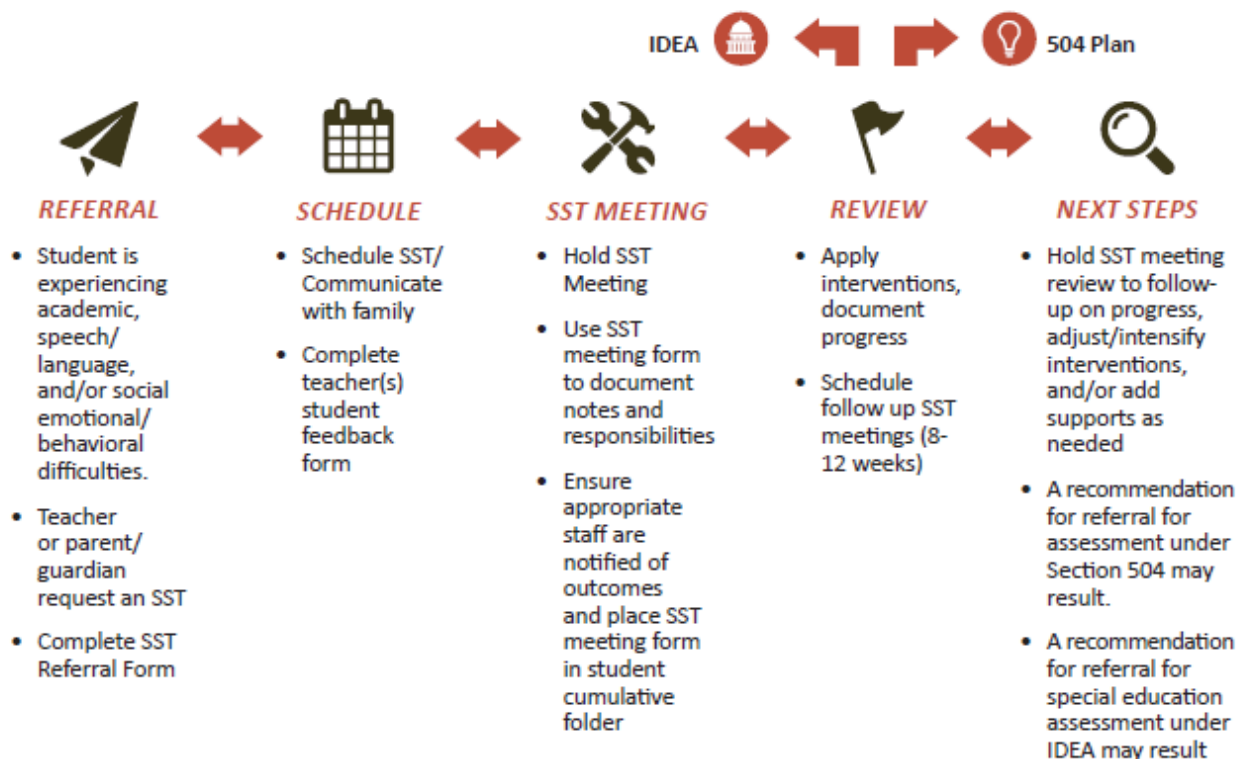 IDEA
504 Plan
REFERRAL
• Student is
experiencing
academic,
speech/
language,
and/or social
emotional/
behavioral
difficulties.
• Teacher
or parent/
guardian
request an SST
• Complete SST
Referral Form
SCHEDULE
• Schedule SST/
Communicate
with family
• Complete
teacher(s)
student
feedback
form
SST MEETING
• Hold SST
Meeting
• Use SST
meeting form
to document
notes and
responsibilities
• Ensure
appropriate
staff are
notified of
outcomes
and place SST
meeting form
in student
cumulative
folder
REVIEW
• Apply
interventions,
document
progress
• Schedule
follow up SST
meetings (8-
12 weeks)
NEXT STEPS
• Hold SST meeting
review to follow-
up on progress,
adjust/intensify
interventions,
and/or add
supports as
needed
• A recommendation
for referral for
assessment under
Section 504 may
result.
• A recommendation
for referral for
special education
assessment under
IDEA may result